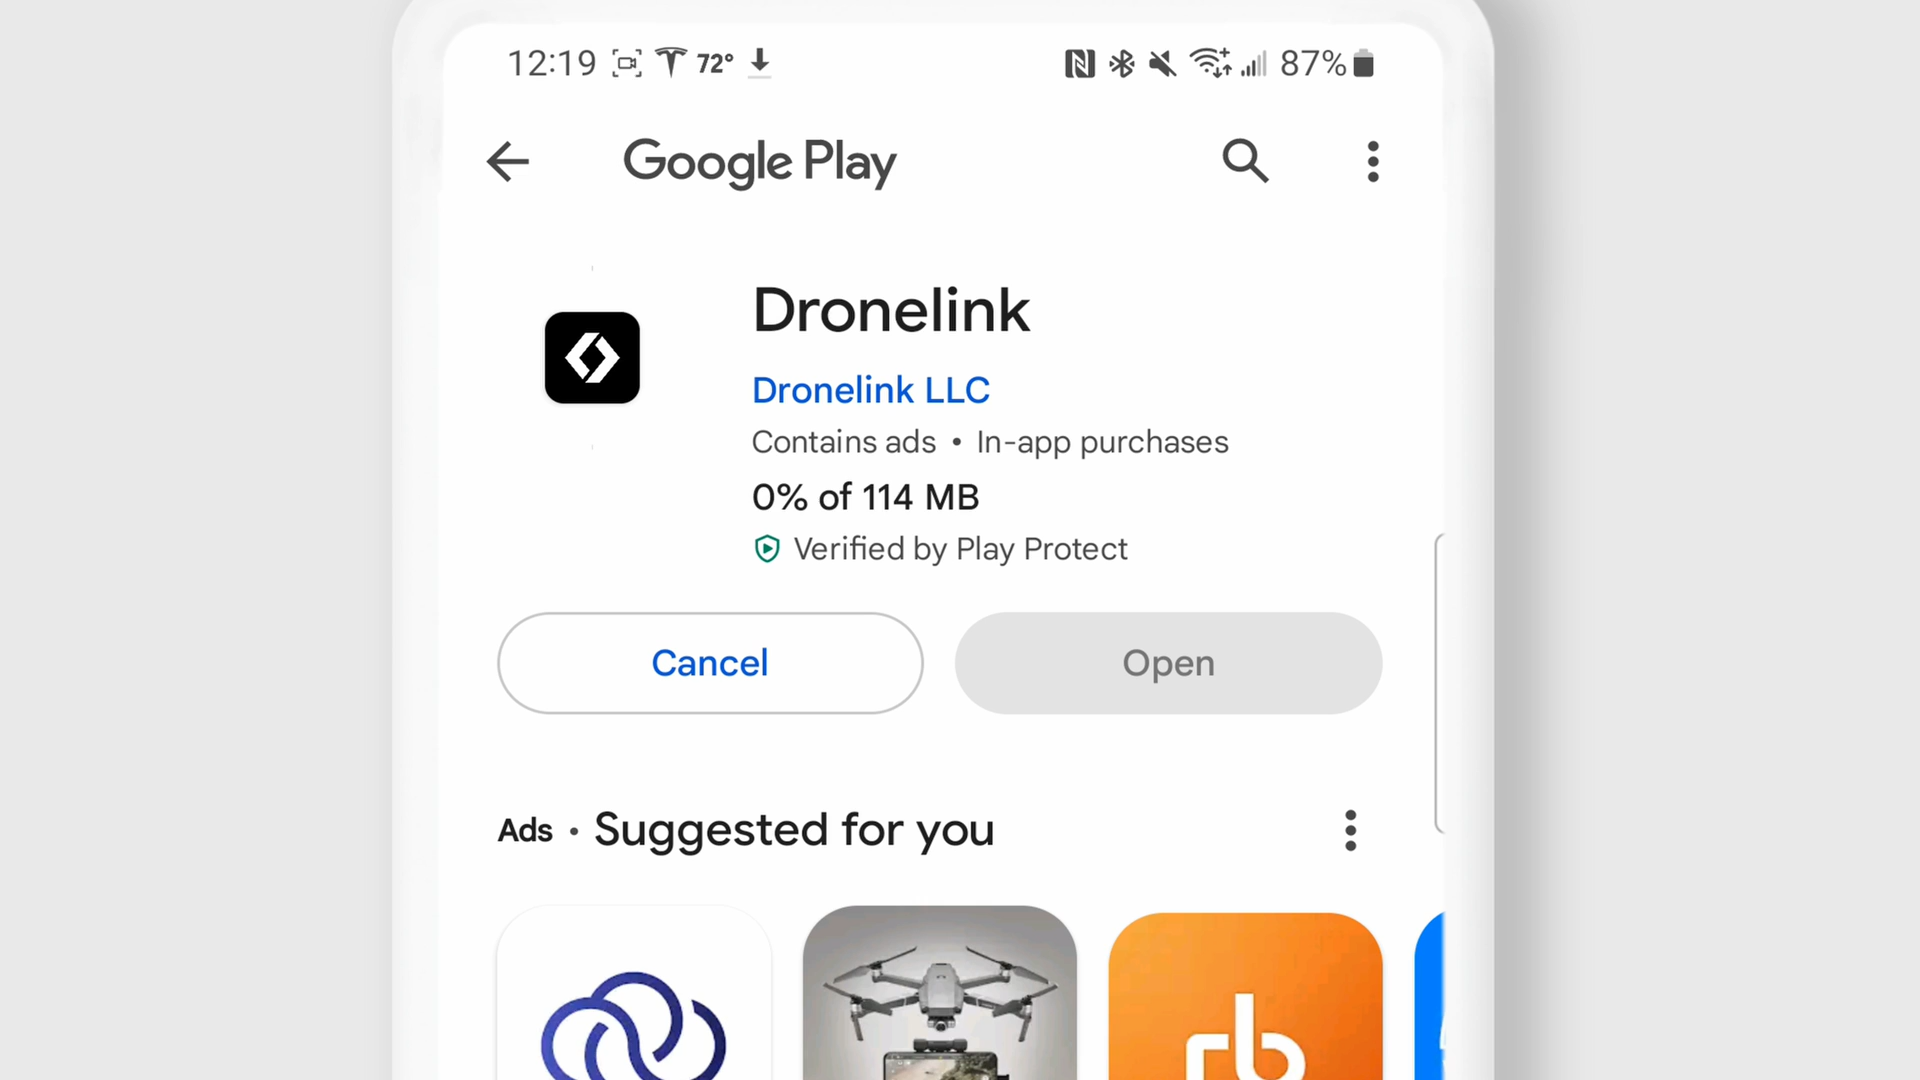 12:19 72° 87%
Google Play
Dronelink
Dronelink LLC
Contains ads • In-app purchases
0% of 114 MB
Verified by Play Protect
Cancel Open
Ads • Suggested for you
rb